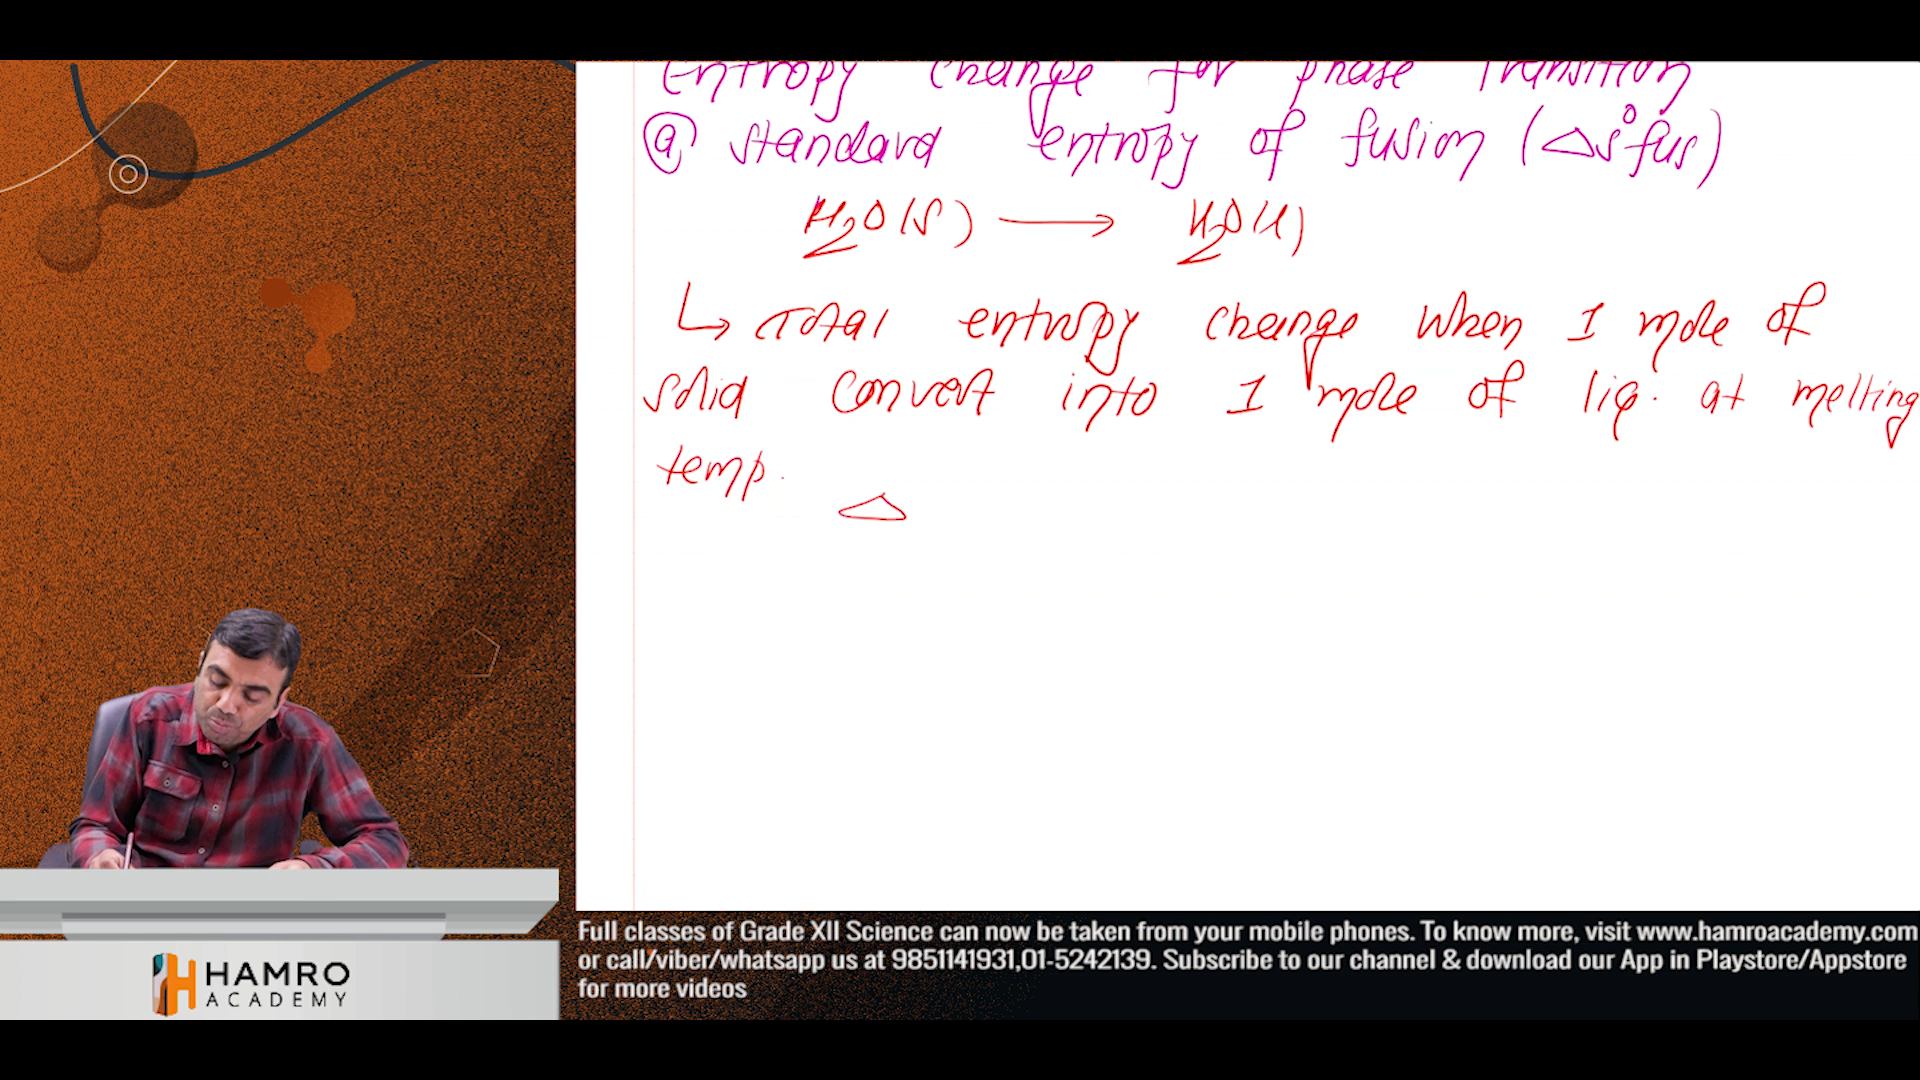 Entropy change for phase transition
(a) standard entropy of fusion (ΔS°fus)
H2O(s) → H2O(l)
↳ Total entropy change when 1 mole of
solid convert into 1 mole of liq. at melting
temp.
Δ
Full classes of Grade XII Science can now be taken from your mobile phones. To know more, visit www.hamroacademy.com
or call/viber/whatsapp us at 9851141931,01-5242139. Subscribe to our channel & download our App in Playstore/Appstore
for more videos
HAMRO
ACADEMY